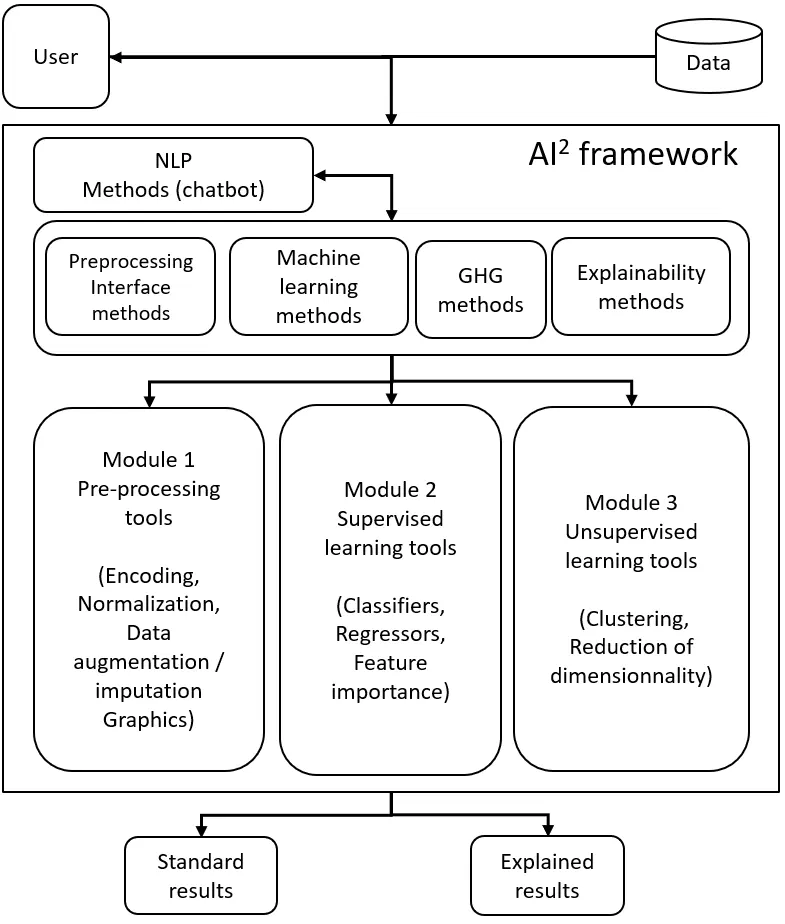 User
Data
AI² framework
NLP
Methods (chatbot)
Preprocessing
Interface
methods
Machine
learning
methods
GHG
methods
Explainability
methods
Module 1
Pre-processing
tools
(Encoding,
Normalization,
Data
augmentation /
imputation
Graphics)
Module 2
Supervised
learning tools
(Classifiers,
Regressors,
Feature
importance)
Module 3
Unsupervised
learning tools
(Clustering,
Reduction of
dimensionnality)
Standard
results
Explained
results